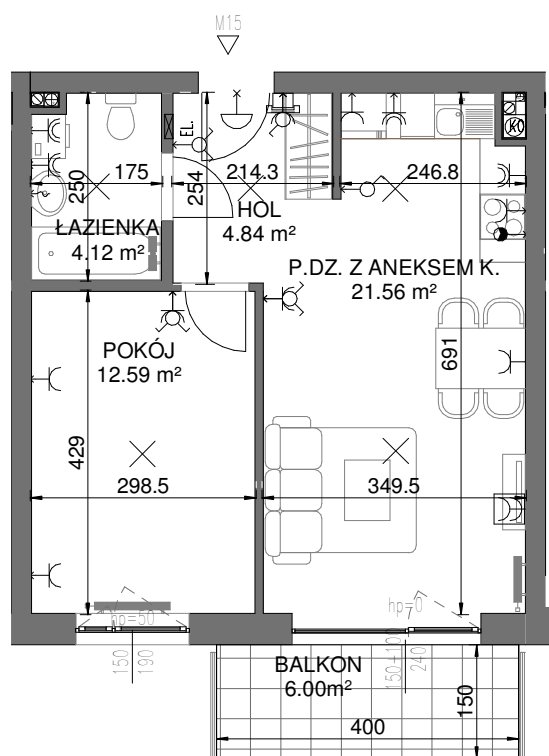 M15
EL.
KO
175
250
254
214.3
246.8
ŁAZIENKA
4.12 m²
HOL
4.84 m²
P.DZ. Z ANEKSEM K.
21.56 m²
POKÓJ
12.59 m²
691
429
298.5
349.5
hp=50
hp=0
150
190
150+100
240
BALKON
6.00m²
150
400